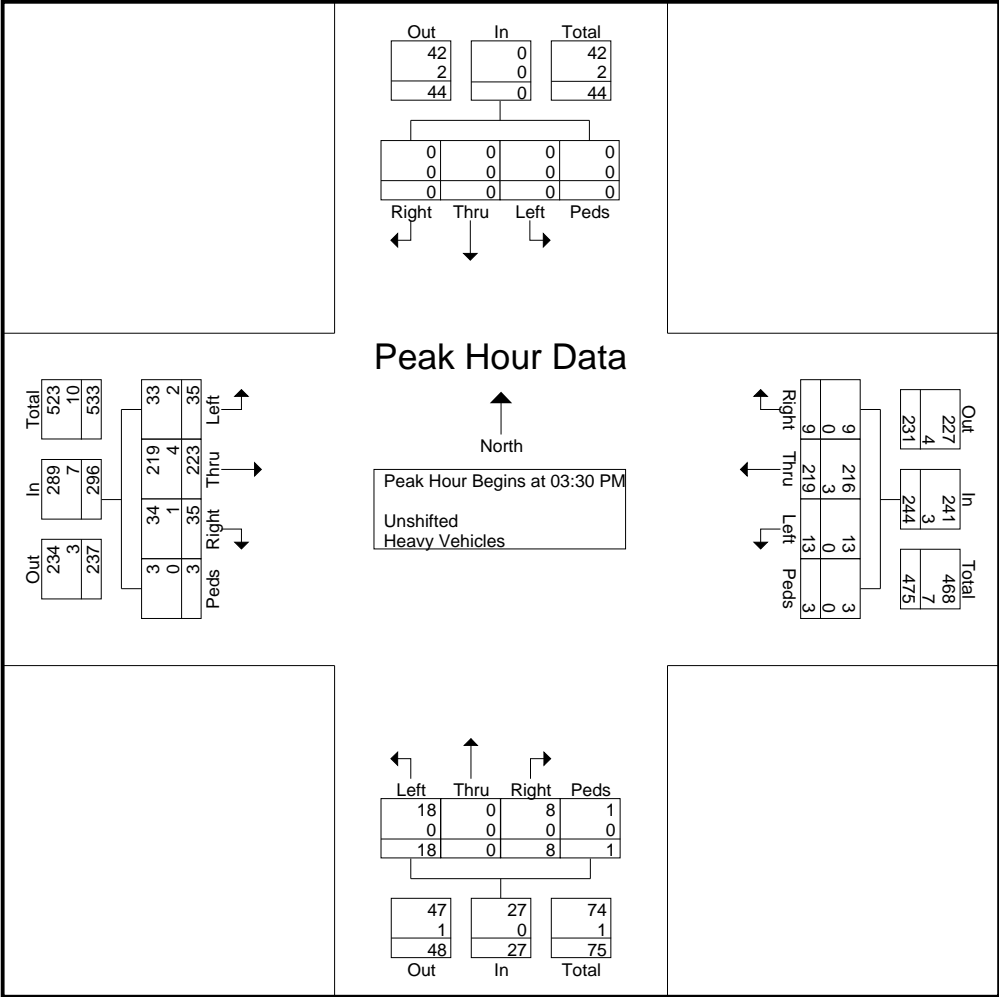 Out In Total
42 0 42
2 0 2
44 0 44
0 0 0 0
0 0 0 0
0 0 0 0
Right Thru Left Peds
Peak Hour Data
North
Peak Hour Begins at 03:30 PM
Unshifted
Heavy Vehicles
Total In Out
523 289 234
10 7 3
533 296 237
33 219 34 3
2 4 1 0
35 223 35 3
Left Thru Right Peds
Out In Total
227 241 468
4 3 7
231 244 475
9 216 13 3
0 3 0 0
9 219 13 3
Right Thru Left Peds
Left Thru Right Peds
18 0 8 1
0 0 0 0
18 0 8 1
47 27 74
1 0 1
48 27 75
Out In Total